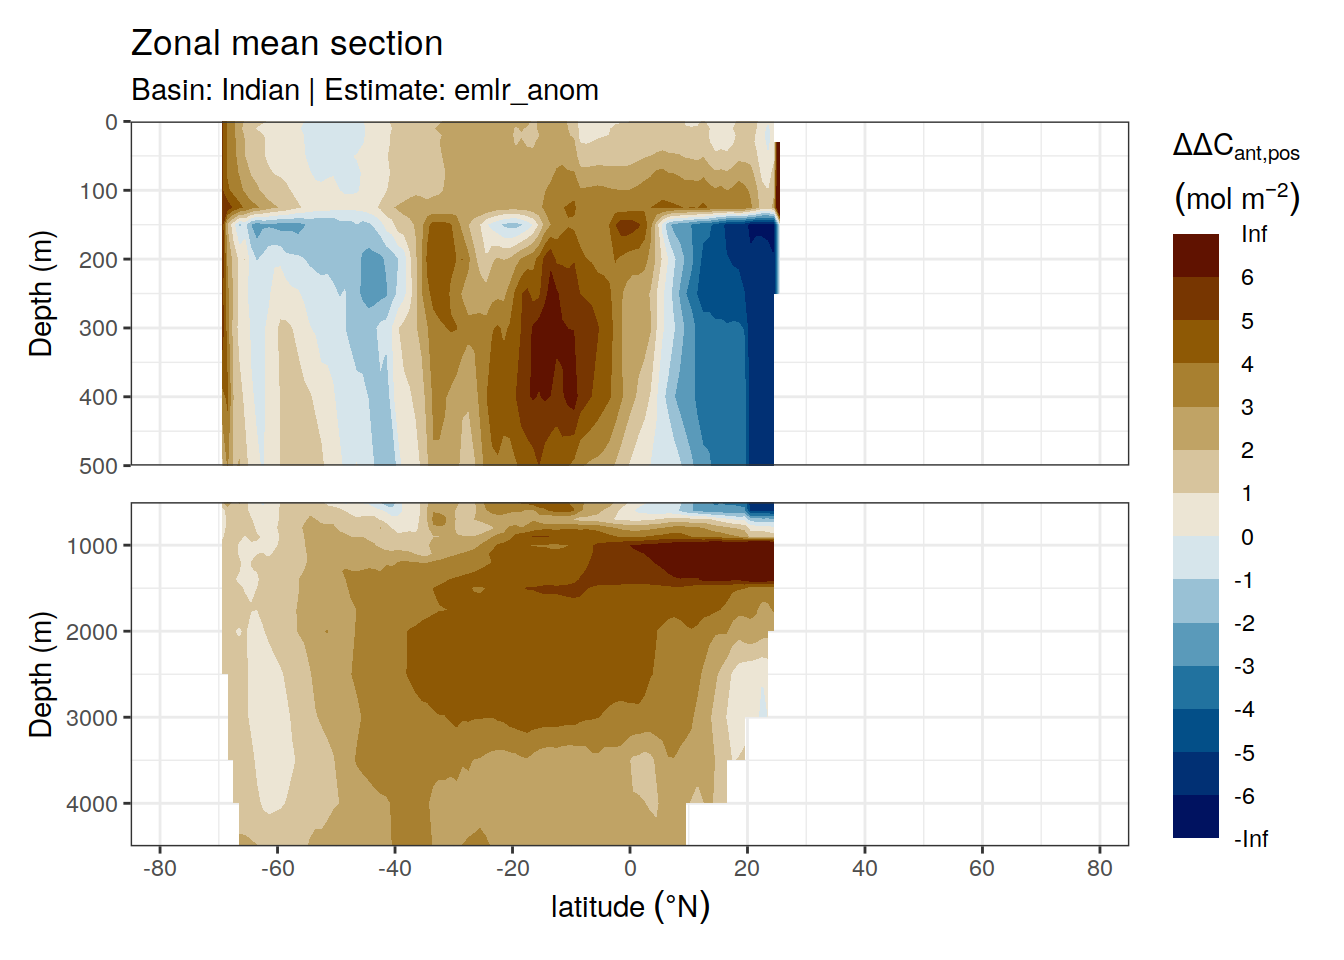 Zonal mean section
Basin: Indian | Estimate: emlr_anom
0
100
200
300
400
500
Depth (m)
1000
2000
3000
4000
Depth (m)
-80 -60 -40 -20 0 20 40 60 80
latitude (°N)
ΔΔCant,pos
(mol m−2)
Inf
6
5
4
3
2
1
0
-1
-2
-3
-4
-5
-6
-Inf